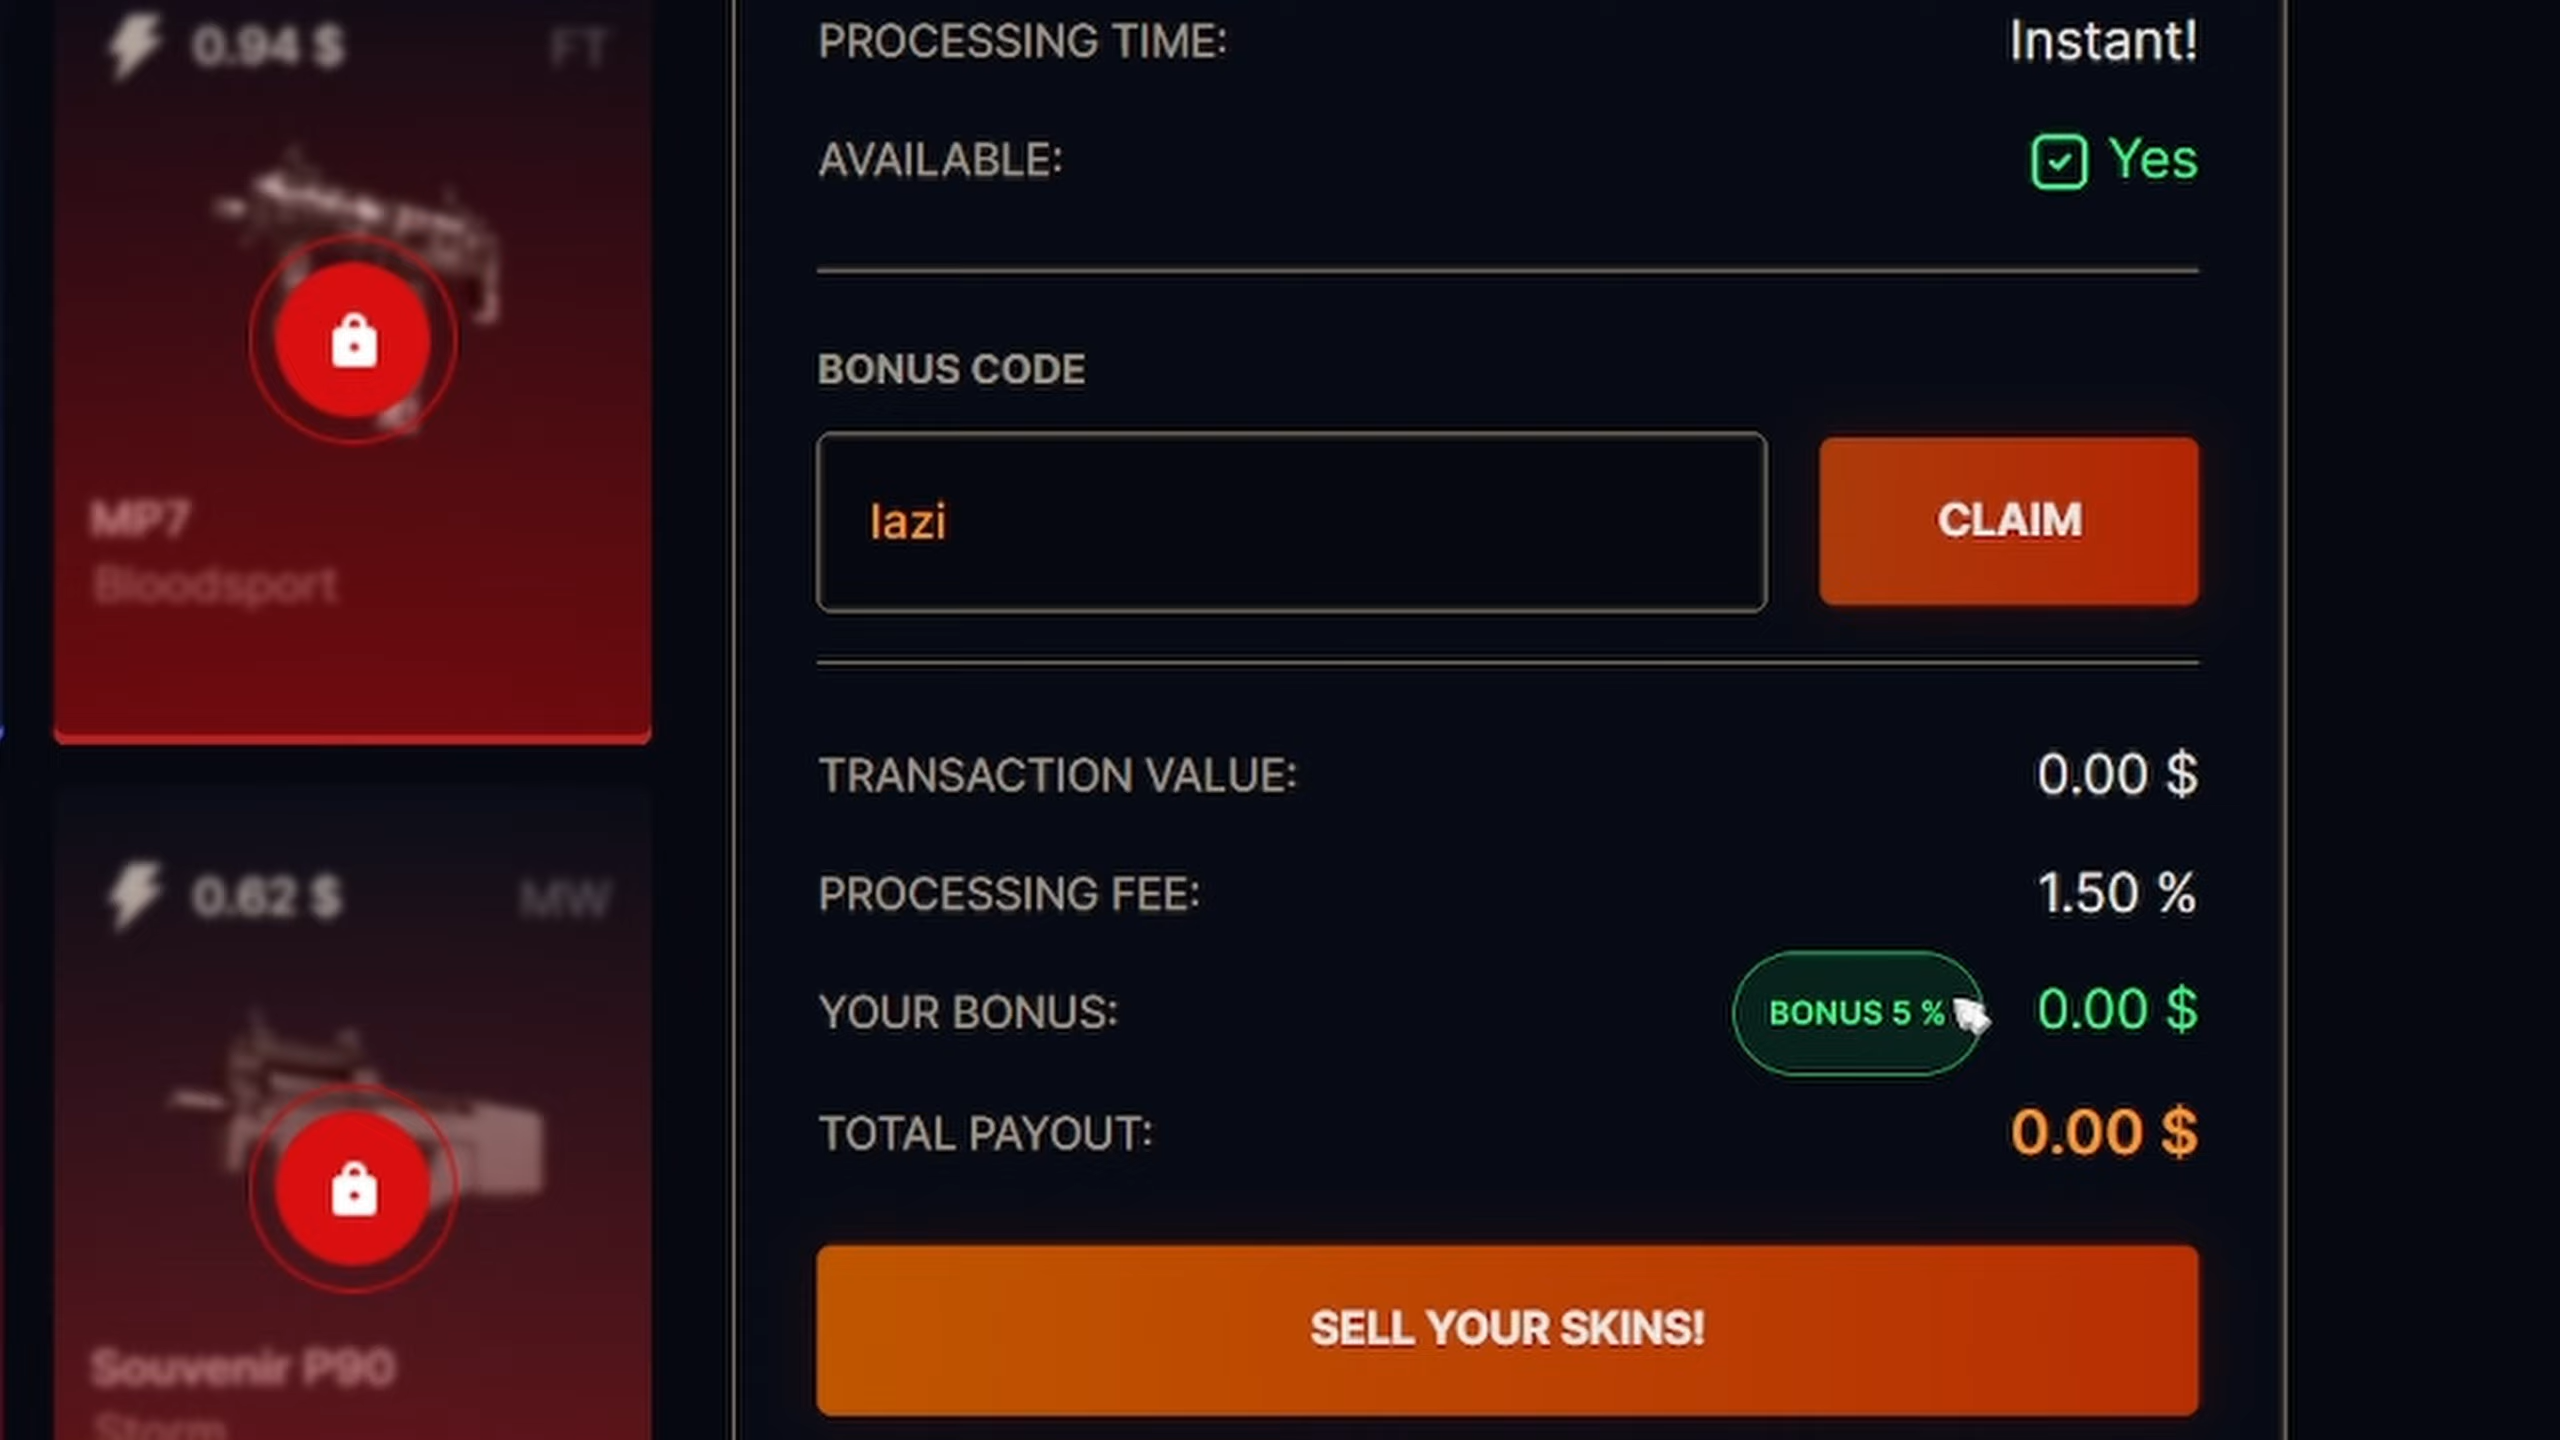 0.94 $ FT
MP7
Bloodsport
0.62 $ MW
Souvenir P90
Storm
PROCESSING TIME: Instant!
AVAILABLE: Yes
BONUS CODE
lazi
CLAIM
TRANSACTION VALUE: 0.00 $
PROCESSING FEE: 1.50 %
YOUR BONUS: BONUS 5 % 0.00 $
TOTAL PAYOUT: 0.00 $
SELL YOUR SKINS!